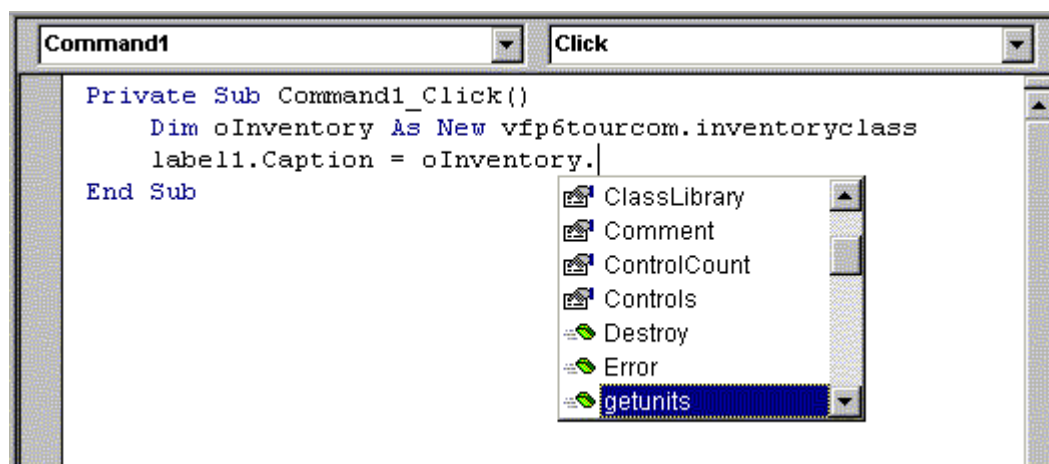 Command1 Click
Private Sub Command1_Click()
Dim oInventory As New vfp6tourcom.inventoryclass
label1.Caption = oInventory.
End Sub
ClassLibrary
Comment
ControlCount
Controls
Destroy
Error
getunits